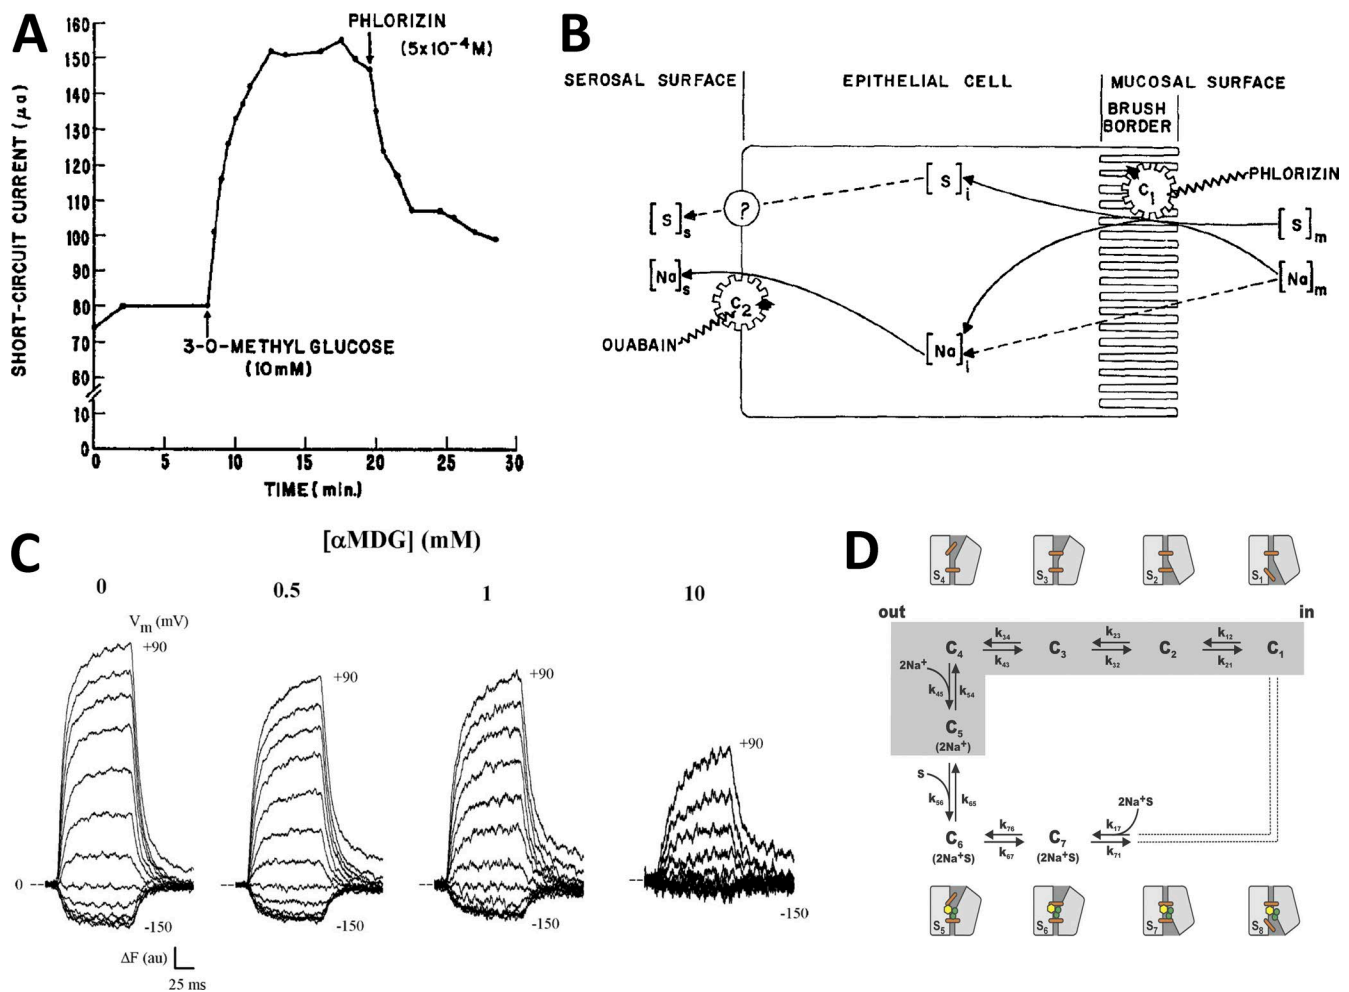 A
SHORT-CIRCUIT CURRENT (μa)
160
150
140
130
120
110
100
90
80
70
60
10
0
PHLORIZIN
(5x10⁻⁴M)
3-O-METHYL GLUCOSE
(10mM)
0 5 10 15 20 25 30
TIME (min.)
B
SEROSAL SURFACE
EPITHELIAL CELL
MUCOSAL SURFACE
BRUSH
BORDER
[S]i
C1
PHLORIZIN
?
[S]s
[S]m
[Na]s
[Na]m
C2
OUABAIN
[Na]i
C
[αMDG] (mM)
0 0.5 1 10
Vm (mV)
+90
+90
+90
+90
0
-150
-150
-150
-150
ΔF (au)
25 ms
D
S4 S3 S2 S1
out in
C4 k34 k43 C3 k23 k32 C2 k12 k21 C1
2Na⁺
k45 k54
C5
(2Na⁺)
S
k56 k65
2Na⁺S
C6 k76 k67 C7 k17 k71
(2Na⁺S) (2Na⁺S)
S5 S6 S7 S8